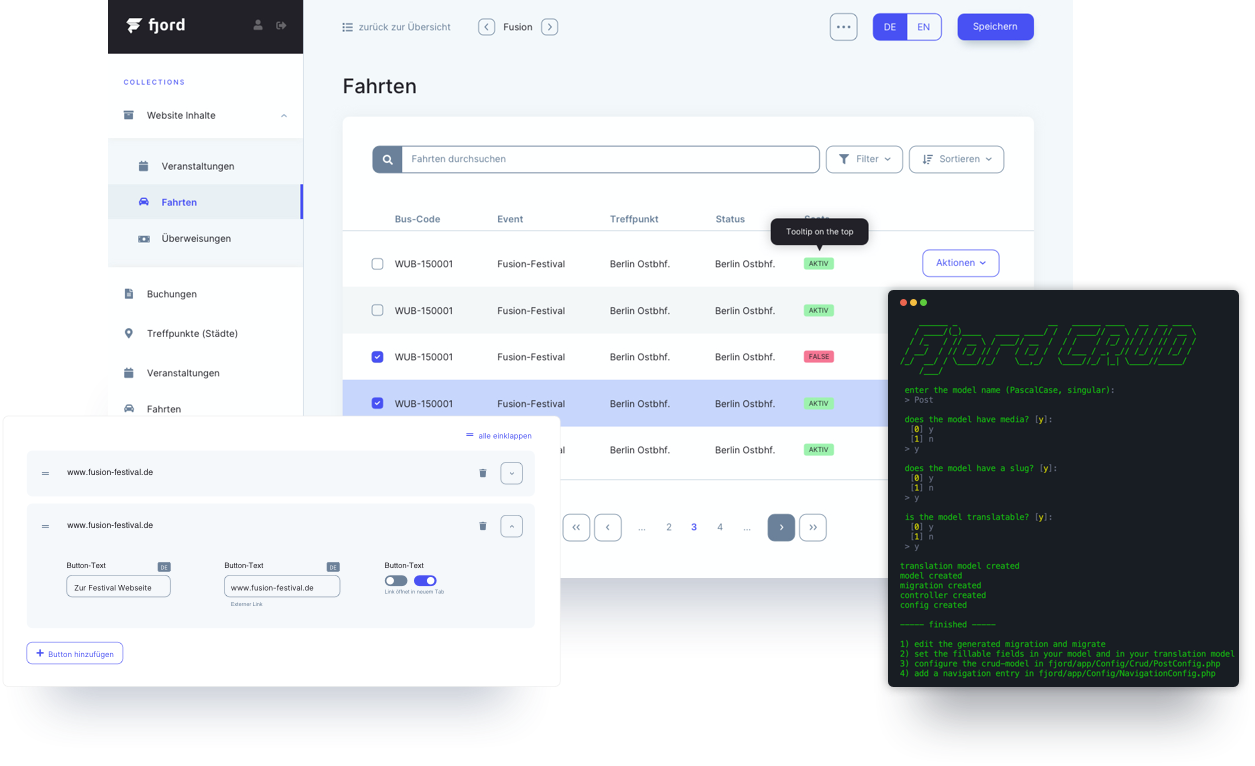 fjord
zurück zur Übersicht
Fusion
DE EN
Speichern
COLLECTIONS
Website Inhalte
Veranstaltungen
Fahrten
Überweisungen
Buchungen
Treffpunkte (Städte)
Veranstaltungen
Fahrten
Fahrten
Fahrten durchsuchen
Filter
Sortieren
Bus-Code Event Treffpunkt Status
Tooltip on the top
WUB-150001 Fusion-Festival Berlin Ostbhf. Berlin Ostbhf. AKTIV Aktionen
WUB-150001 Fusion-Festival Berlin Ostbhf. Berlin Ostbhf. AKTIV
WUB-150001 Fusion-Festival Berlin Ostbhf. Berlin Ostbhf. FALSE
WUB-150001 Fusion-Festival Berlin Ostbhf. Berlin Ostbhf. AKTIV
Berlin Ostbhf. Berlin Ostbhf. AKTIV
... 2 3 4 ...
alle einklappen
www.fusion-festival.de
www.fusion-festival.de
Button-Text DE Button-Text DE Button-Text
Zur Festival Webseite www.fusion-festival.de
Externer Link
Link öffnet in neuem Tab
+ Button hinzufügen
enter the model name (PascalCase, singular):
> Post
does the model have media? [y]:
[0] y
[1] n
> y
does the model have a slug? [y]:
[0] y
[1] n
> y
is the model translatable? [y]:
[0] y
[1] n
> y
translation model created
model created
migration created
controller created
config created
----- finished -----
1) edit the generated migration and migrate
2) set the fillable fields in your model and in your translation model
3) configure the crud-model in fjord/app/Config/Crud/PostConfig.php
4) add a navigation entry in fjord/app/Config/NavigationConfig.php